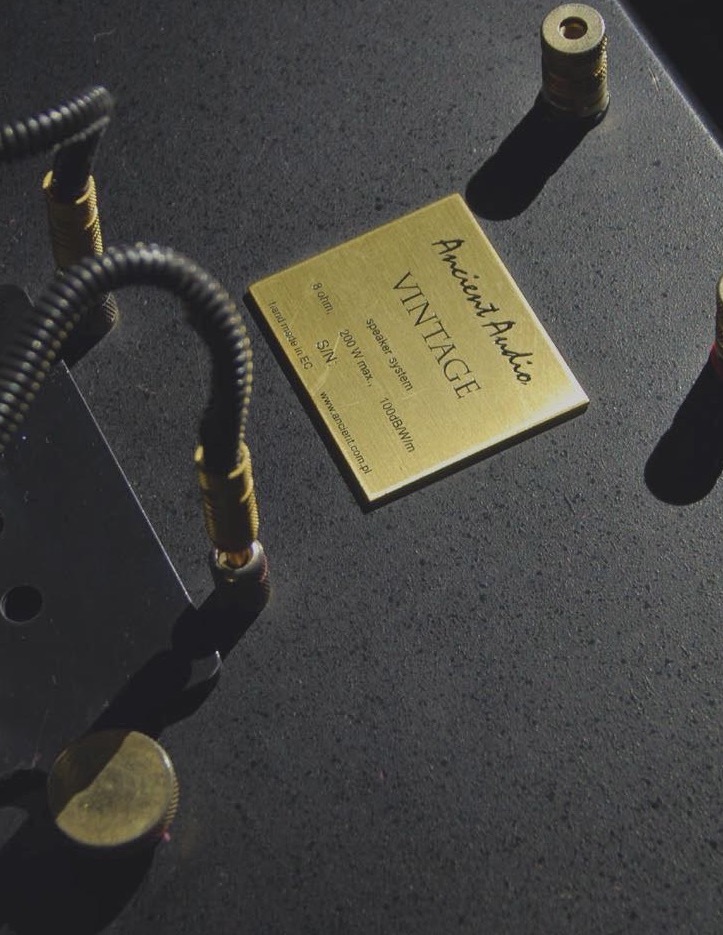 Ancient Audio
VINTAGE
speaker system
8 ohm, 200 W max., 100dB/W/m
S/N:
hand made in EC www.ancient.com.pl